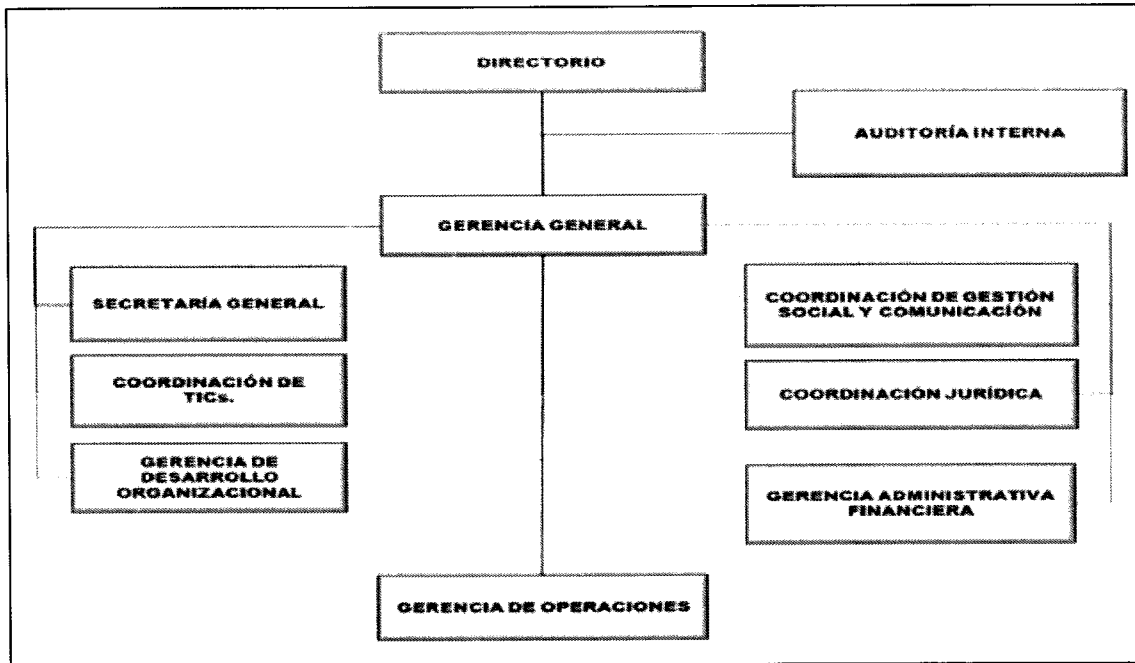 DIRECTORIO
AUDITORÍA INTERNA
GERENCIA GENERAL
SECRETARÍA GENERAL
COORDINACIÓN DE
TICs.
GERENCIA DE
DESARROLLO
ORGANIZACIONAL
COORDINACIÓN DE GESTIÓN
SOCIAL Y COMUNICACIÓN
COORDINACIÓN JURÍDICA
GERENCIA ADMINISTRATIVA
FINANCIERA
GERENCIA DE OPERACIONES